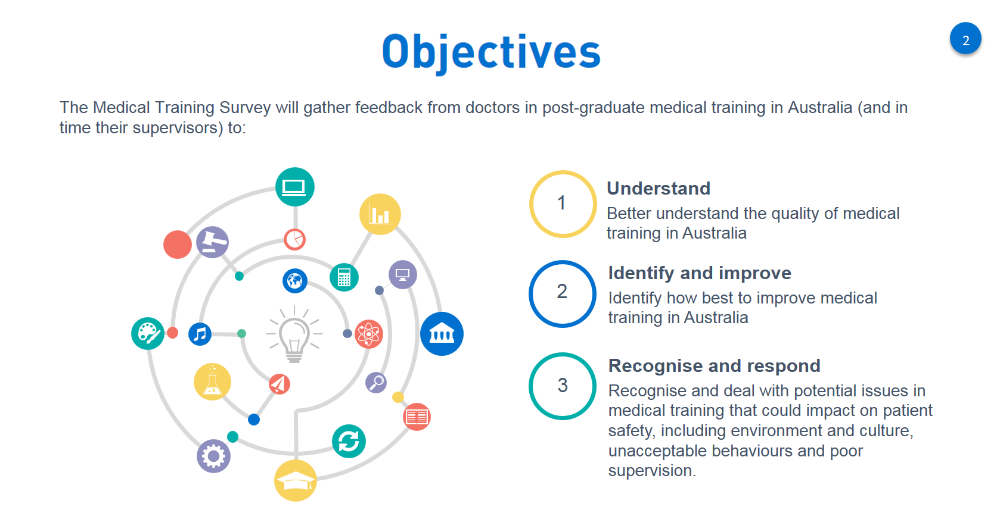 Objectives
2
The Medical Training Survey will gather feedback from doctors in post-graduate medical training in Australia (and in
time their supervisors) to:
1
Understand
Better understand the quality of medical
training in Australia
2
Identify and improve
Identify how best to improve medical
training in Australia
3
Recognise and respond
Recognise and deal with potential issues in
medical training that could impact on patient
safety, including environment and culture,
unacceptable behaviours and poor
supervision.